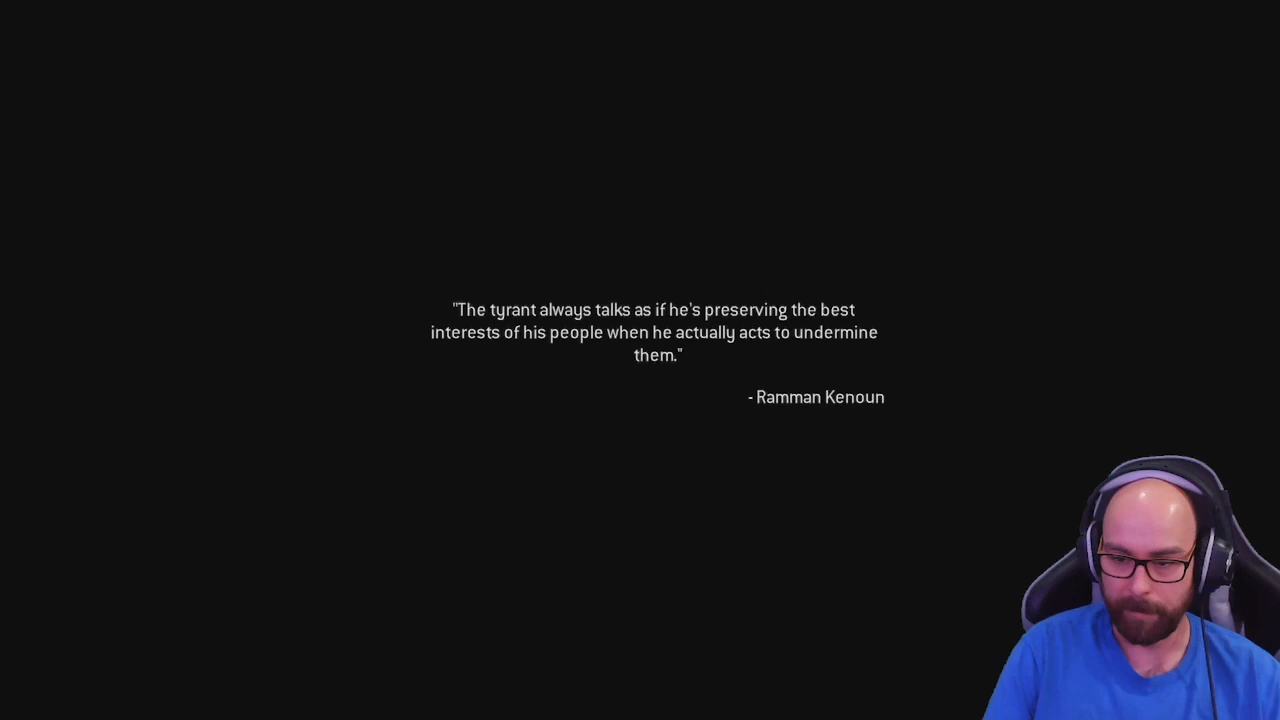 "The tyrant always talks as if he's preserving the best
interests of his people when he actually acts to undermine
them."
- Ramman Kenoun